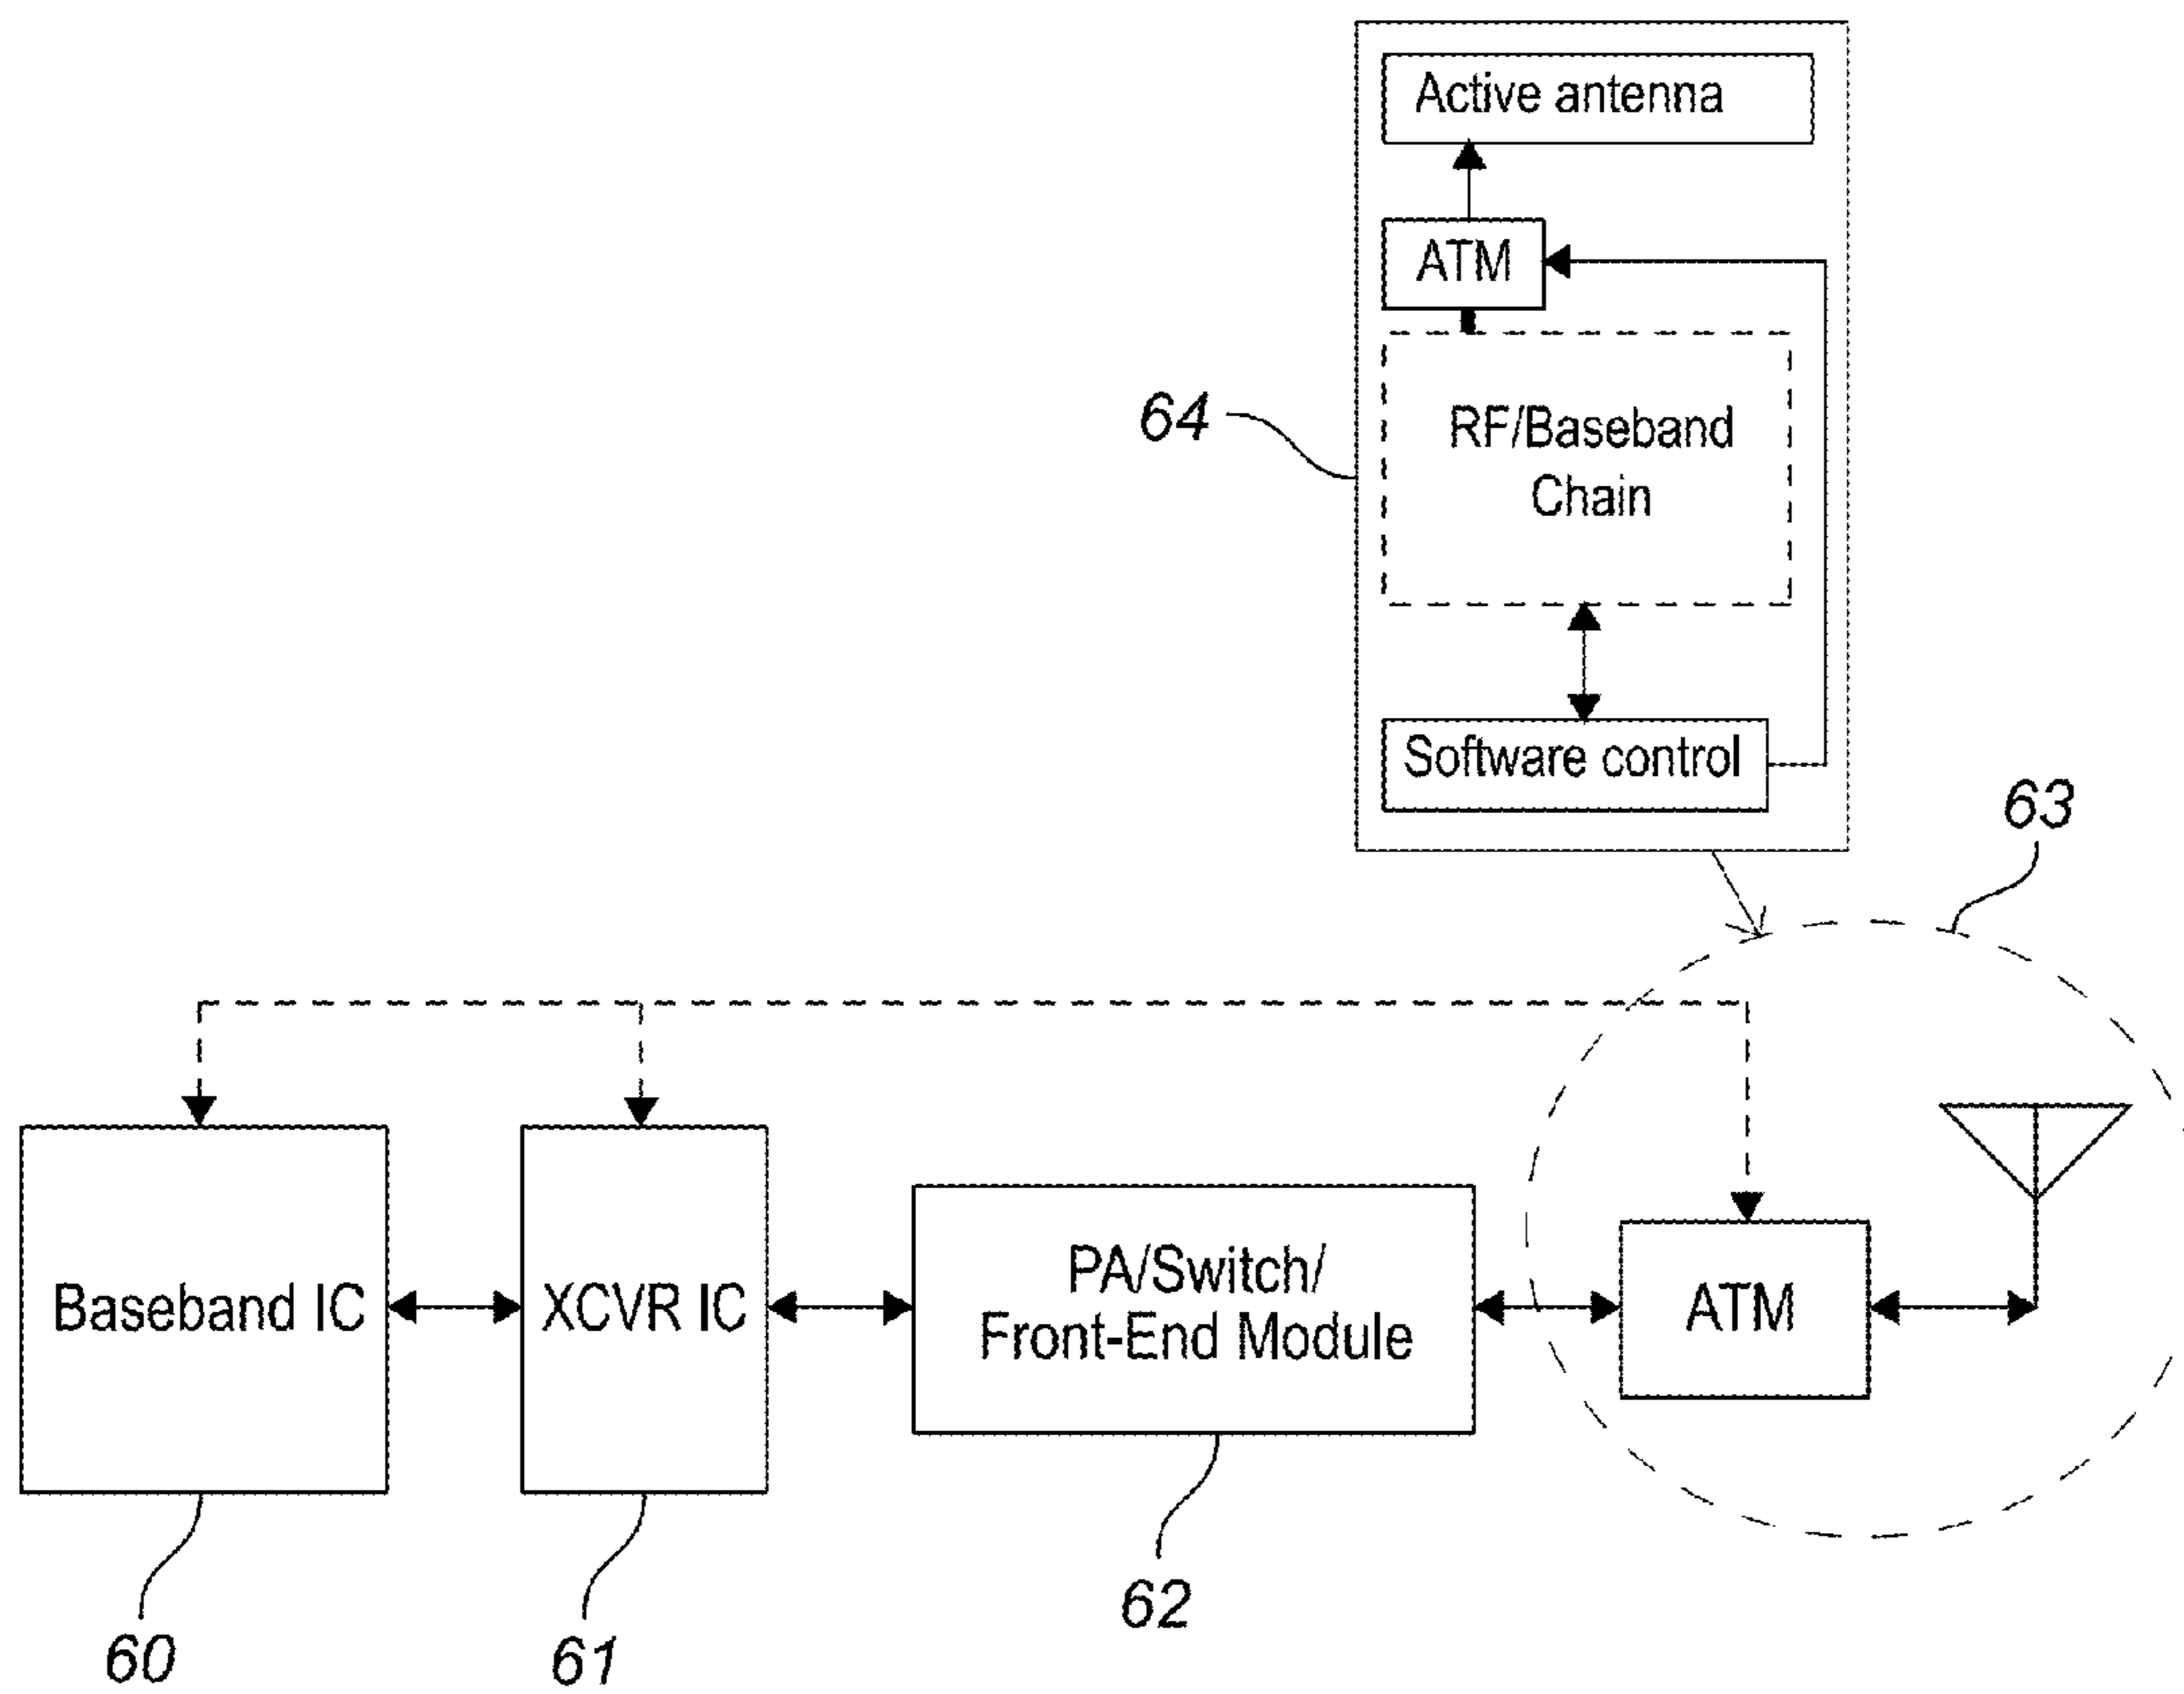 Active antenna
ATM
RF/Baseband
Chain
64
Software control
63
Baseband IC
XCVR IC
PA/Switch/
Front-End Module
ATM
60
61
62